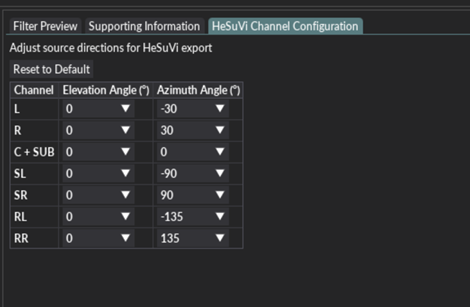 Filter Preview Supporting Information HeSuVi Channel Configuration
Adjust source directions for HeSuVi export
Reset to Default
Channel Elevation Angle (°) Azimuth Angle (°)
L 0 -30
R 0 30
C + SUB 0 0
SL 0 -90
SR 0 90
RL 0 -135
RR 0 135